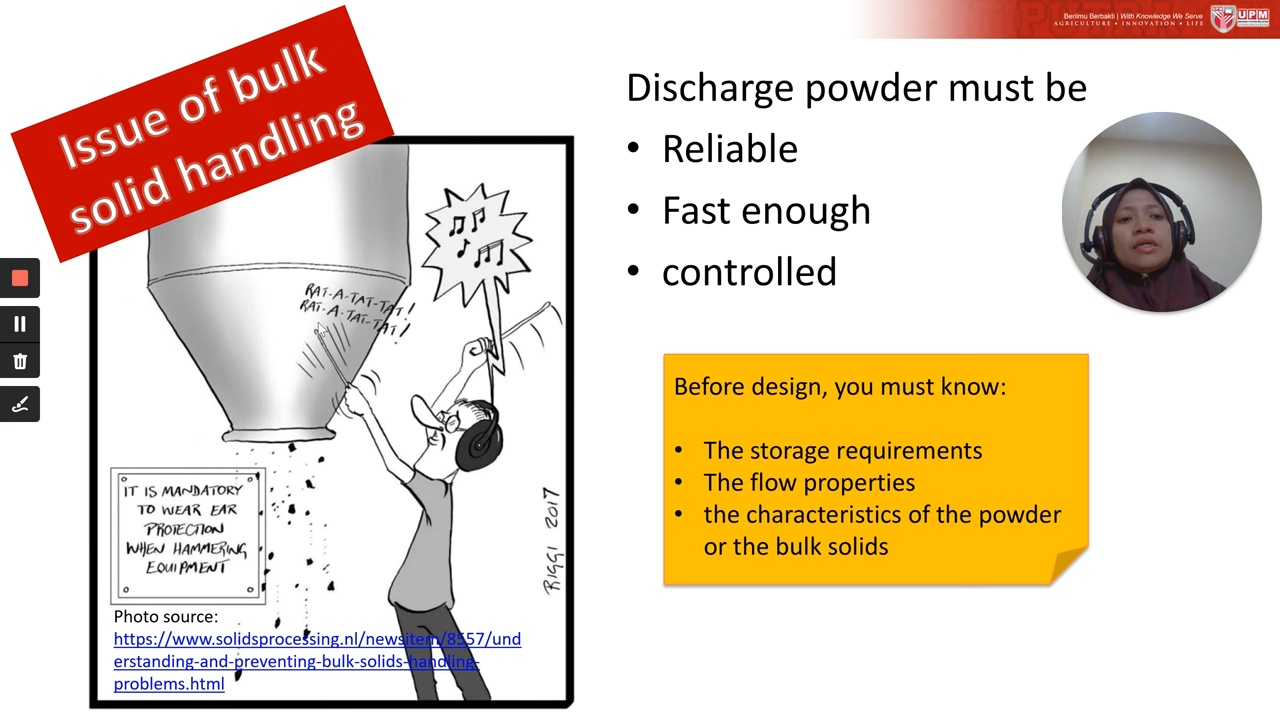 Berilmu Berbakti | With Knowledge We Serve
AGRICULTURE • INNOVATION • LIFE
UPM
Issue of bulk
solid handling
Discharge powder must be
• Reliable
• Fast enough
• controlled
RAT-A-TAT-TAT!
RAT-A-TAT-TAT!
Before design, you must know:
• The storage requirements
• The flow properties
• the characteristics of the powder
or the bulk solids
IT IS MANDATORY
TO WEAR EAR
PROTECTION
WHEN HAMMERING
EQUIPMENT
RIGGI 2017
Photo source:
https://www.solidsprocessing.nl/newsitem/8557/und
erstanding-and-preventing-bulk-solids-handling-
problems.html